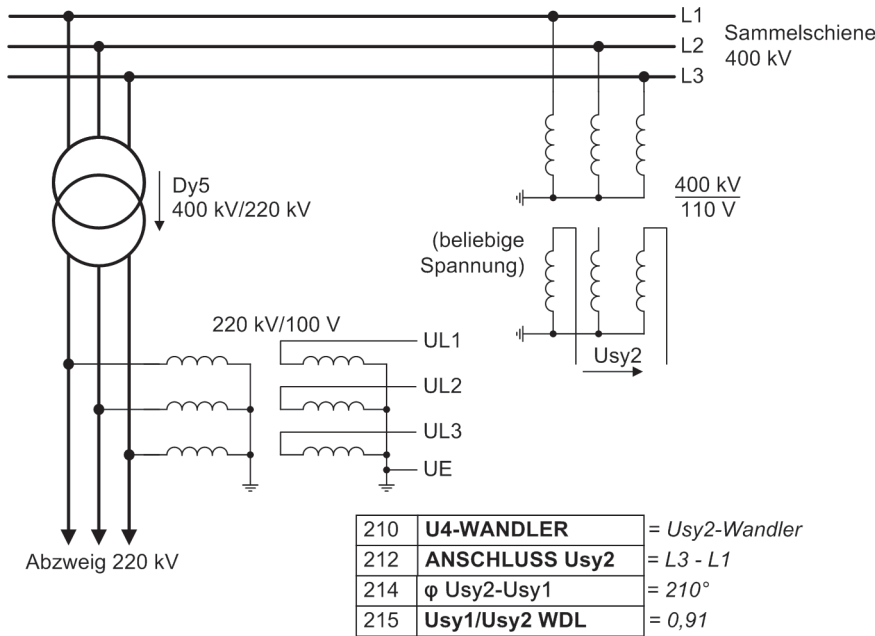 L1
L2
L3
Sammelschiene
400 kV
Dy5
400 kV/220 kV
400 kV
110 V
(beliebige
Spannung)
Usy2
220 kV/100 V
UL1
UL2
UL3
UE
Abzweig 220 kV
210 U4-WANDLER = Usy2-Wandler
212 ANSCHLUSS Usy2 = L3 - L1
214 φ Usy2-Usy1 = 210°
215 Usy1/Usy2 WDL = 0,91